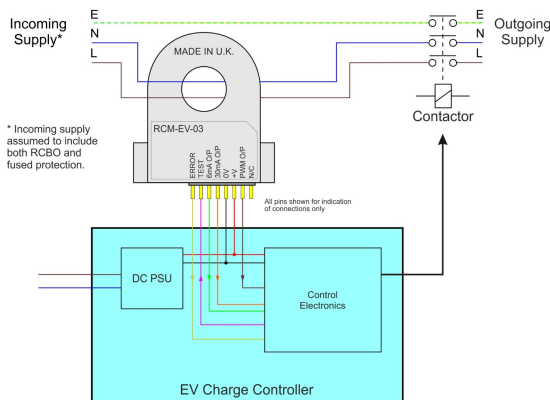 Incoming
Supply*
E
N
L
E
N
L
Outgoing
Supply
MADE IN U.K.
Contactor
RCM-EV-03
* Incoming supply
assumed to include
both RCBO and
fused protection.
ERROR
TEST
6mA O/P
30mA O/P
0V
+V
PWM O/P
N/C
All pins shown for indication
of connections only
DC PSU
Control
Electronics
EV Charge Controller